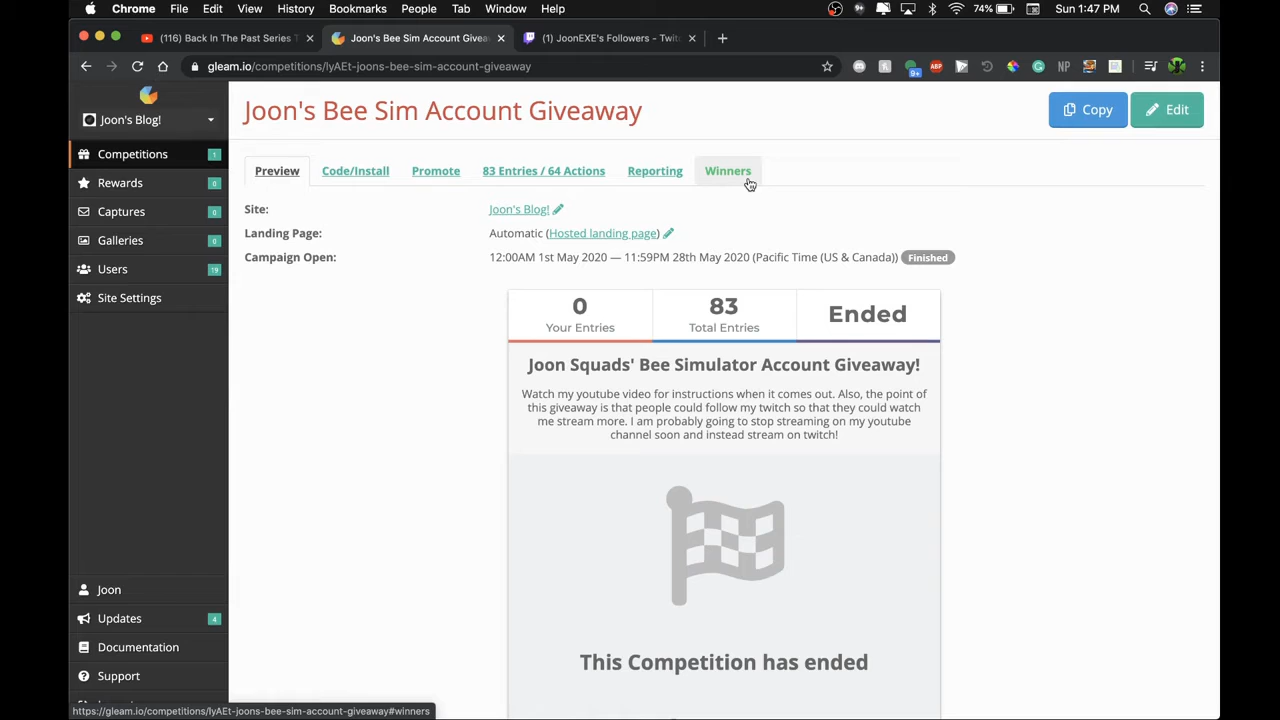 Chrome File Edit View History Bookmarks People Tab Window Help 74% Sun 1:47 PM
(116) Back In The Past Series T
Joon's Bee Sim Account Givea
(1) JoonEXE's Followers - Twitc
gleam.io/competitions/lyAEt-joons-bee-sim-account-giveaway
9+ ABP NP
Joon's Blog!
Competitions 1
Rewards 0
Captures 0
Galleries 0
Users 19
Site Settings
Joon
Updates 4
Documentation
Support
Joon's Bee Sim Account Giveaway
Copy Edit
Preview Code/Install Promote 83 Entries / 64 Actions Reporting Winners
Site: Joon's Blog!
Landing Page: Automatic (Hosted landing page)
Campaign Open: 12:00AM 1st May 2020 — 11:59PM 28th May 2020 (Pacific Time (US & Canada)) Finished
0 83 Ended
Your Entries Total Entries
Joon Squads' Bee Simulator Account Giveaway!
Watch my youtube video for instructions when it comes out. Also, the point of
this giveaway is that people could follow my twitch so that they could watch
me stream more. I am probably going to stop streaming on my youtube
channel soon and instead stream on twitch!
This Competition has ended
https://gleam.io/competitions/lyAEt-joons-bee-sim-account-giveaway#winners